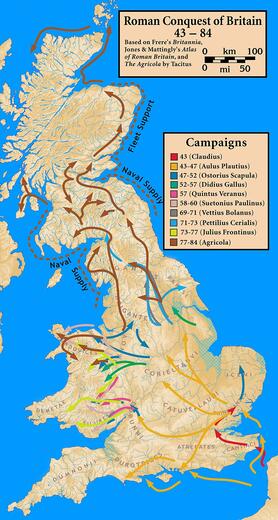 Roman Conquest of Britain
43 – 84
Based on Frere's Britannia,
Jones & Mattingly's Atlas
of Roman Britain, and
The Agricola by Tacitus
0 km 100
0 mi 50
Fleet Support
Naval Supply
Campaigns
43 (Claudius)
43-47 (Aulus Plautius)
47-52 (Ostorius Scapula)
52-57 (Didius Gallus)
57 (Quintus Veranus)
58-60 (Suetonius Paulinus)
69-71 (Vettius Bolanus)
71-73 (Petillius Cerialis)
73-77 (Julius Frontinus)
77-84 (Agricola)
Naval
Supply
CORIELTAUVI
ICENI
DEMETAE
CATUVELLAUNI
ATREBATES
DUROTRIGES
DUMNONII